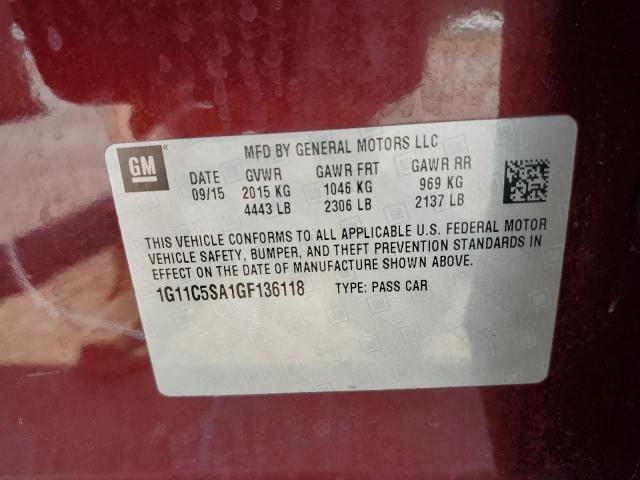 GM
MFD BY GENERAL MOTORS LLC
DATE GVWR GAWR FRT GAWR RR
09/15 2015 KG 1046 KG 969 KG
4443 LB 2306 LB 2137 LB
THIS VEHICLE CONFORMS TO ALL APPLICABLE U.S. FEDERAL MOTOR
VEHICLE SAFETY, BUMPER, AND THEFT PREVENTION STANDARDS IN
EFFECT ON THE DATE OF MANUFACTURE SHOWN ABOVE.
1G11C5SA1GF136118 TYPE: PASS CAR